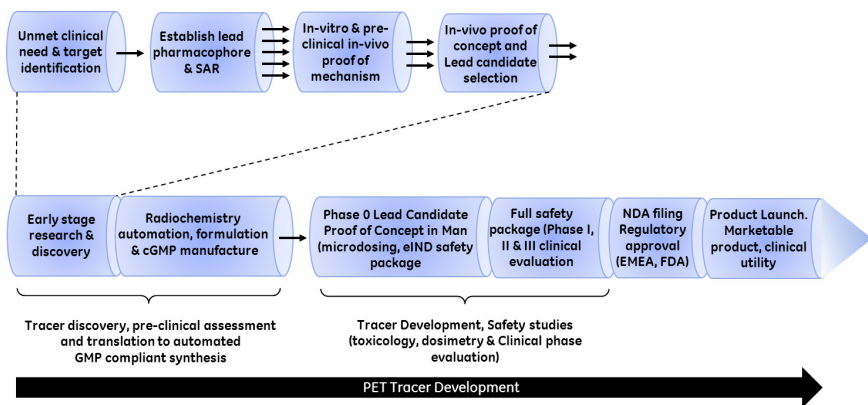 Unmet clinical
need & target
identification
Establish lead
pharmacophore
& SAR
In-vitro & pre-
clinical in-vivo
proof of
mechanism
In-vivo proof of
concept and
Lead candidate
selection
Early stage
research &
discovery
Radiochemistry
automation, formulation
& cGMP manufacture
Phase 0 Lead Candidate
Proof of Concept in Man
(microdosing, eIND safety
package
Full safety
package (Phase I,
II & III clinical
evaluation
NDA filing
Regulatory
approval
(EMEA, FDA)
Product Launch.
Marketable
product, clinical
utility
Tracer discovery, pre-clinical assessment
and translation to automated
GMP compliant synthesis
Tracer Development, Safety studies
(toxicology, dosimetry & Clinical phase
evaluation)
PET Tracer Development